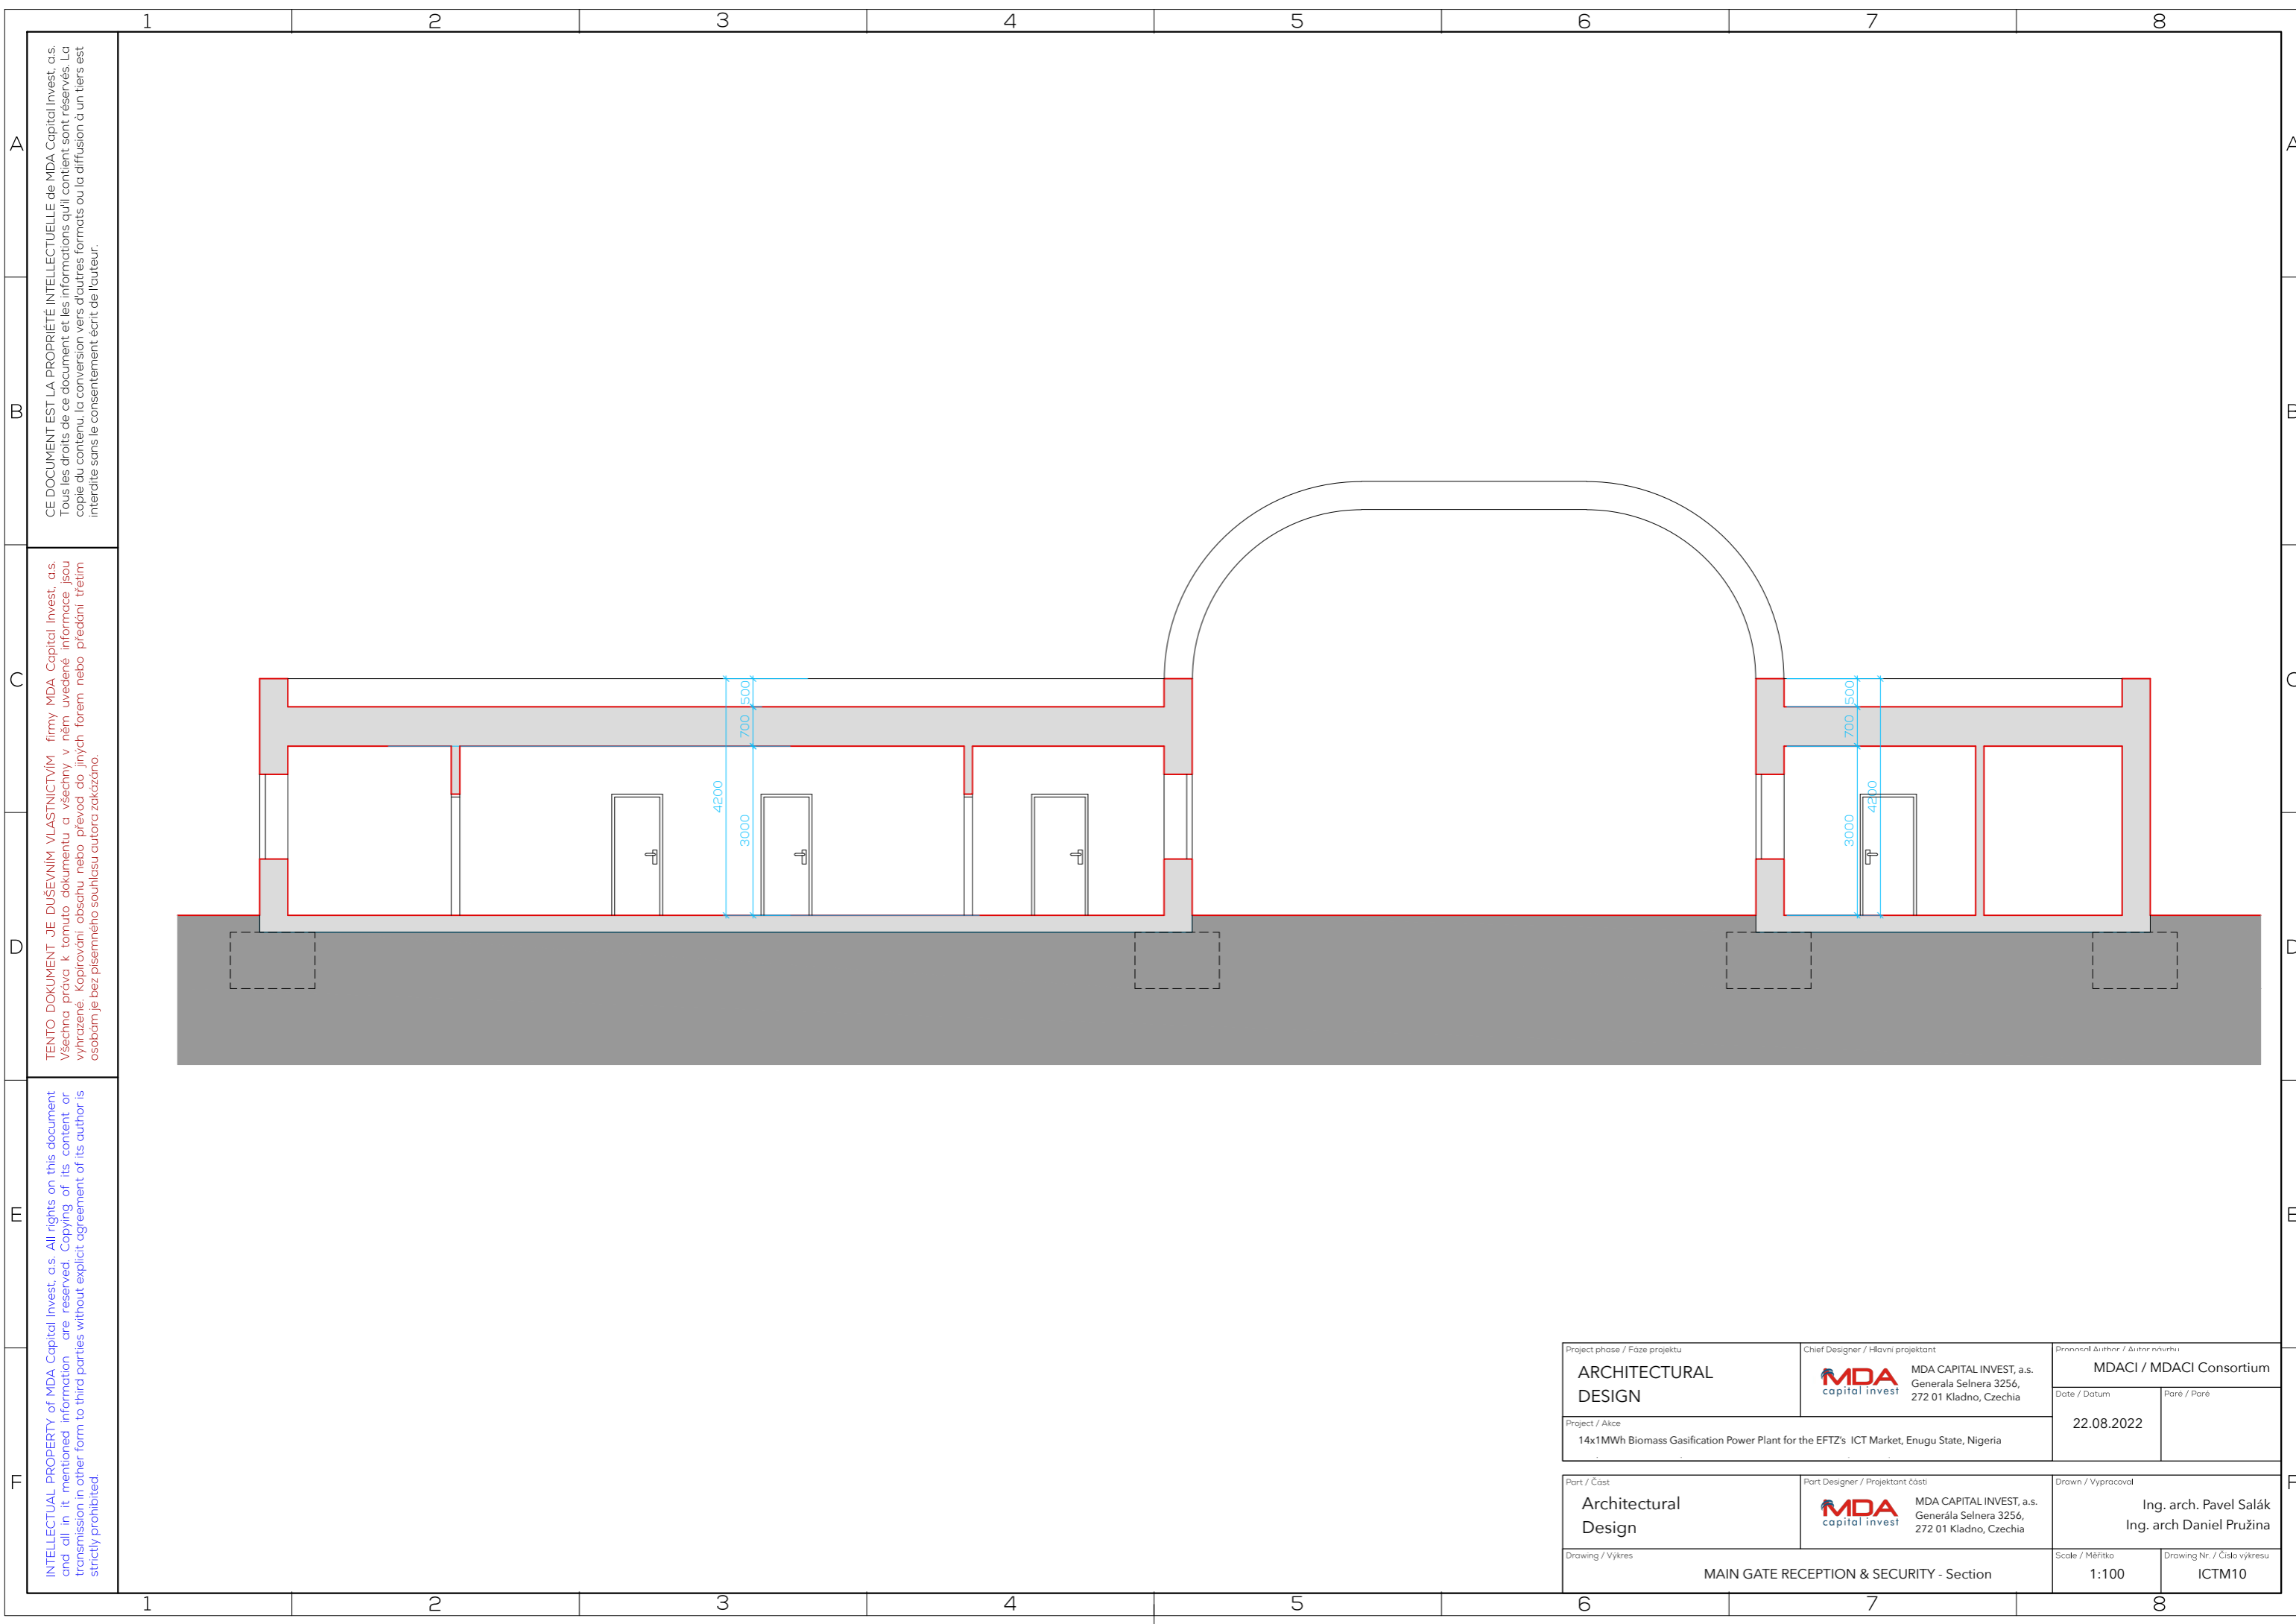 1 2 3 4 5 6 7 8
A A
B B
C C
D D
E E
F F
CE DOCUMENT EST LA PROPRIÉTÉ INTELLECTUELLE de MDA Capital Invest, a.s.
Tous les droits de ce document et les informations qu'il contient sont réservés. La
copie du contenu, la conversion vers d'autres formats ou la diffusion à un tiers est
interdite sans le consentement écrit de l'auteur.
TENTO DOKUMENT JE DUŠEVNÍM VLASTNICTVÍM firmy MDA Capital Invest, a.s.
Všechna práva k tomuto dokumentu a všechny v něm uvedené informace jsou
vyhrazené. Kopírování obsahu nebo převod do jiných forem nebo předání třetím
osobám je bez písemného souhlasu autora zakázáno.
INTELLECTUAL PROPERTY of MDA Capital Invest, a.s. All rights on this document
and all in it mentioned information are reserved. Copying of its content or
transmission in other form to third parties without explicit agreement of its author is
strictly prohibited.
500
700
4200
3000
500
700
4200
3000
Project phase / Fáze projektu
ARCHITECTURAL
DESIGN
Chief Designer / Hlavní projektant
MDA
capital invest
MDA CAPITAL INVEST, a.s.
Generala Selnera 3256,
272 01 Kladno, Czechia
Proposal Author / Autor návrhu
MDACI / MDACI Consortium
Date / Datum
22.08.2022
Paré / Paré
Project / Akce
14x1MWh Biomass Gasification Power Plant for the EFTZ's ICT Market, Enugu State, Nigeria
Part / Část
Architectural
Design
Part Designer / Projektant části
MDA
capital invest
MDA CAPITAL INVEST, a.s.
Generála Selnera 3256,
272 01 Kladno, Czechia
Drawn / Vypracoval
Ing. arch. Pavel Salák
Ing. arch Daniel Pružina
Drawing / Výkres
MAIN GATE RECEPTION & SECURITY - Section
Scale / Měřítko
1:100
Drawing Nr. / Číslo výkresu
ICTM10
1 2 3 4 5 6 7 8